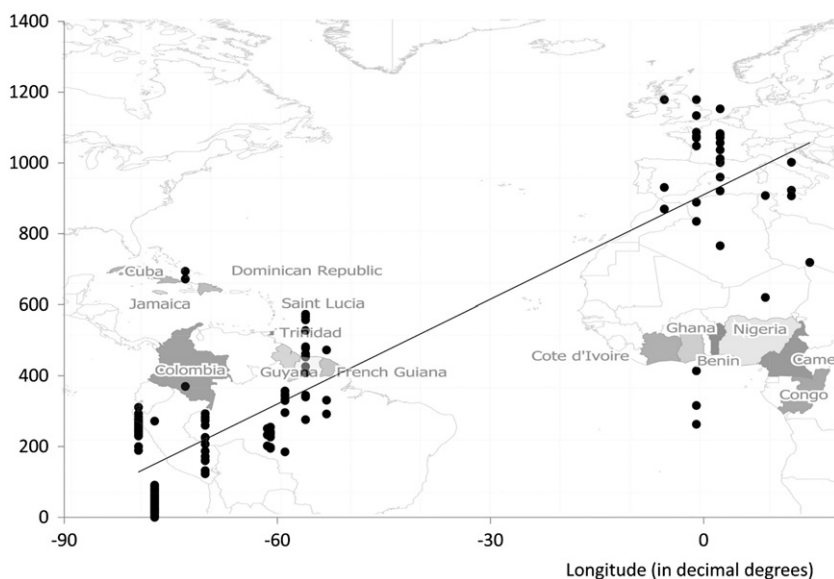 1400
1200
1000
800
600
400
200
0
Cuba
Dominican Republic
Jamaica
Saint Lucia
Trinidad
Colombia
Guyana
French Guiana
Cote d'Ivoire
Ghana
Nigeria
Benin
Came
Congo
-90
-60
-30
0
Longitude (in decimal degrees)